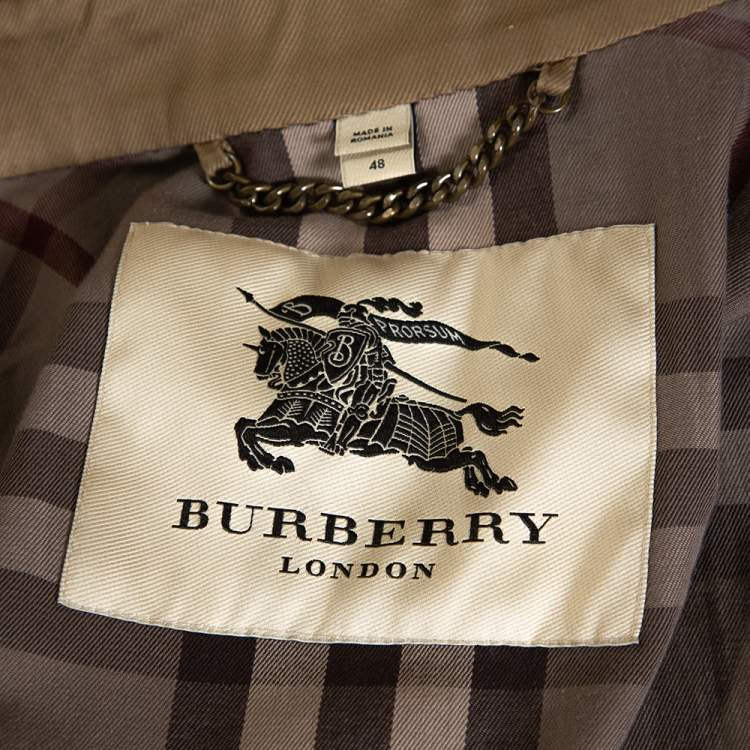 MADE IN
ROMANIA
48
B
PRORSUM
B
BURBERRY
LONDON